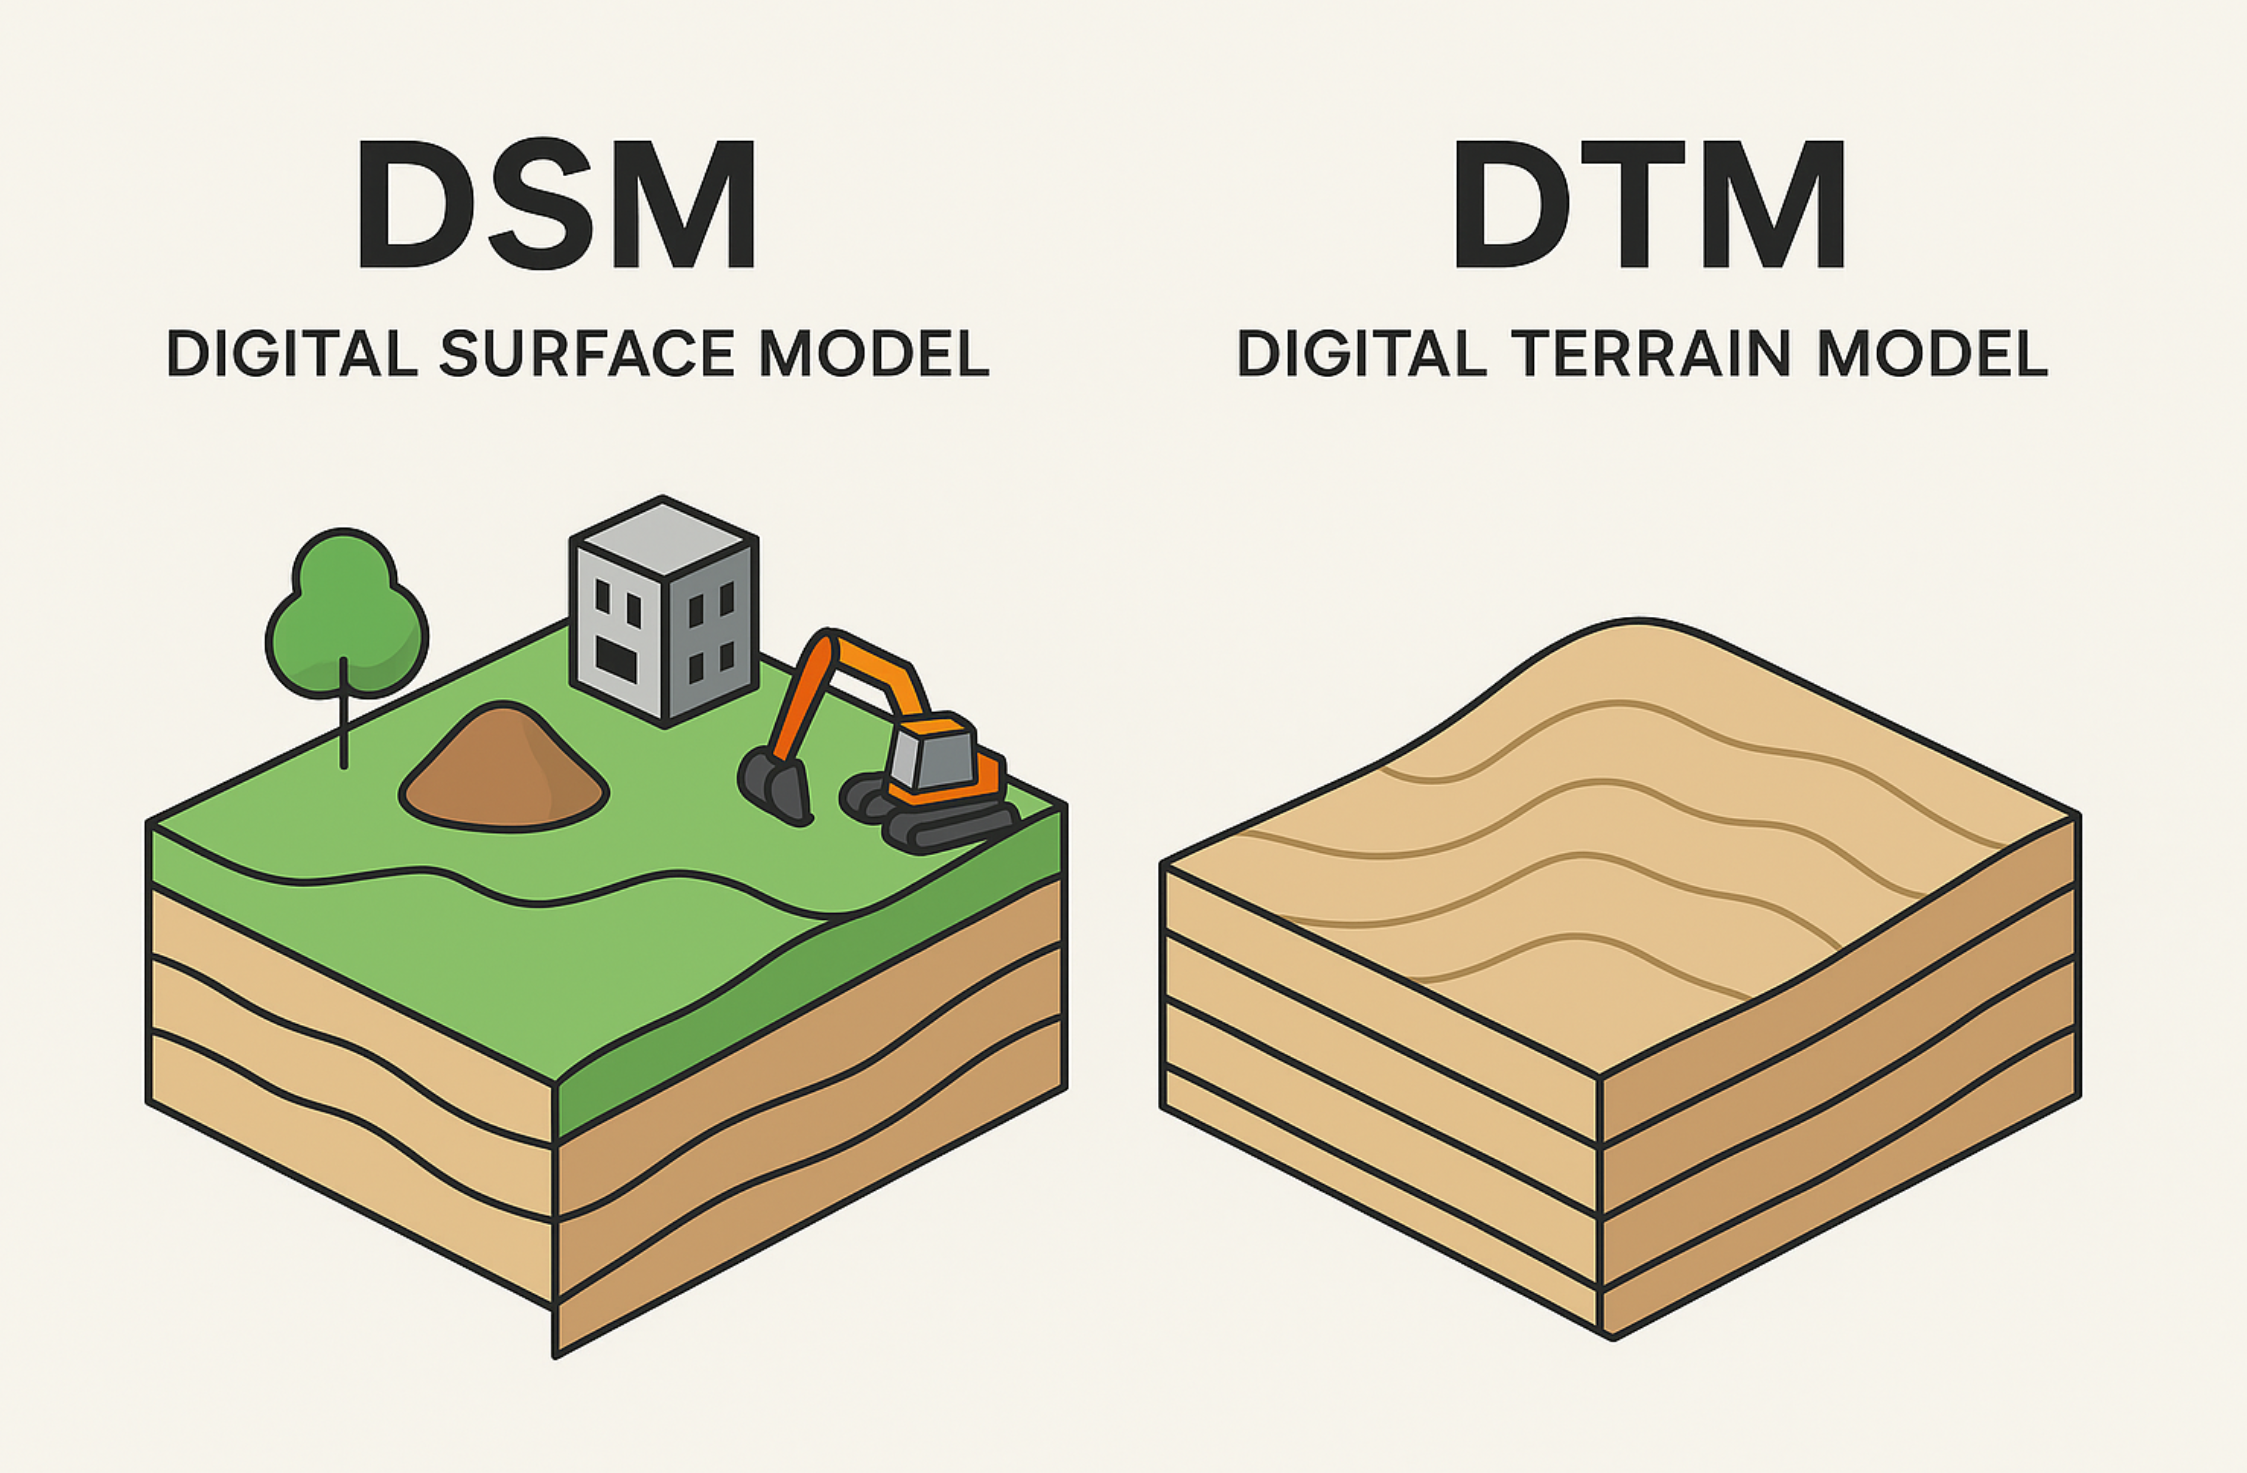 DSM
DIGITAL SURFACE MODEL
DTM
DIGITAL TERRAIN MODEL